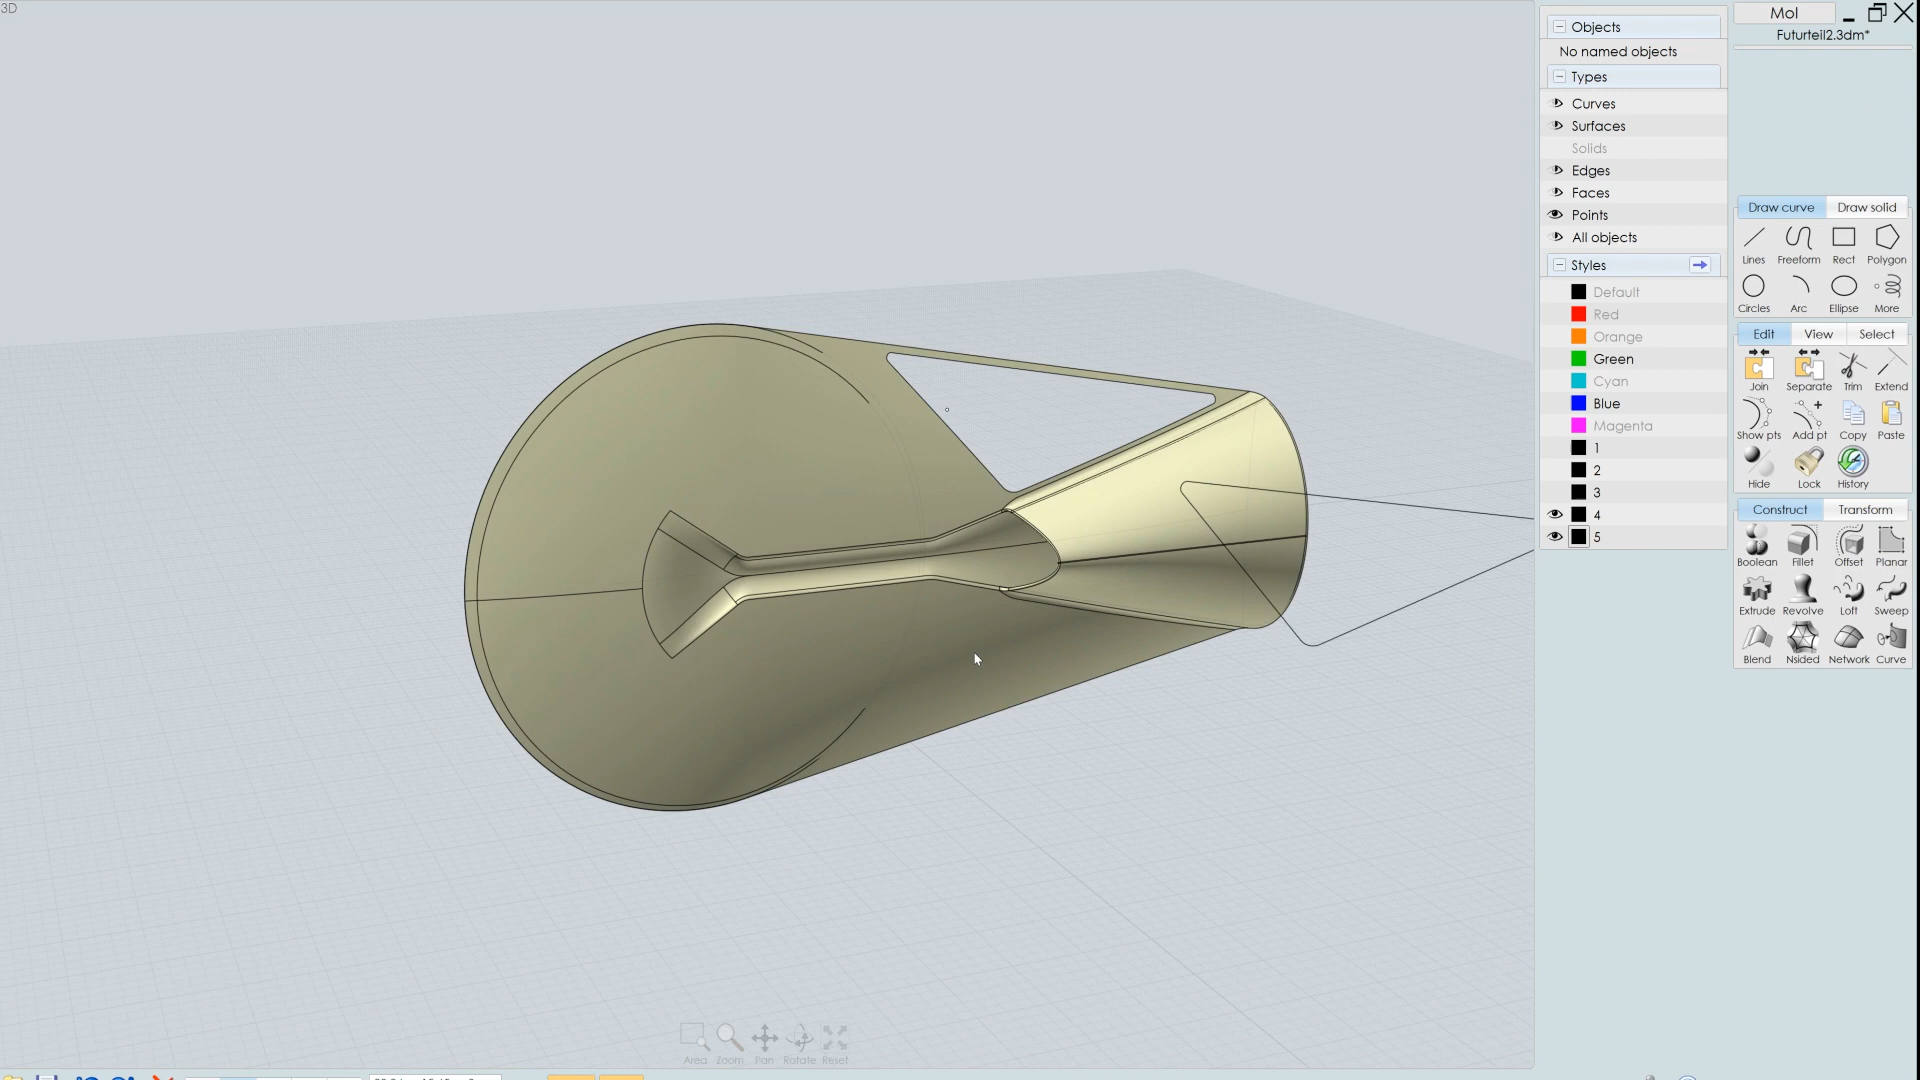 3D
Objects
No named objects
Types
Curves
Surfaces
Solids
Edges
Faces
Points
All objects
Styles
Default
Red
Orange
Green
Cyan
Blue
Magenta
1
2
3
4
5
MoI
Futurteil2.3dm*
Draw curve Draw solid
Lines Freeform Rect Polygon
Circles Arc Ellipse More
Edit View Select
Join Separate Trim Extend
Show pts Add pt Copy Paste
Hide Lock History
Construct Transform
Boolean Fillet Offset Planar
Extrude Revolve Loft Sweep
Blend Nsided Network Curve
Area Zoom Pan Rotate Reset